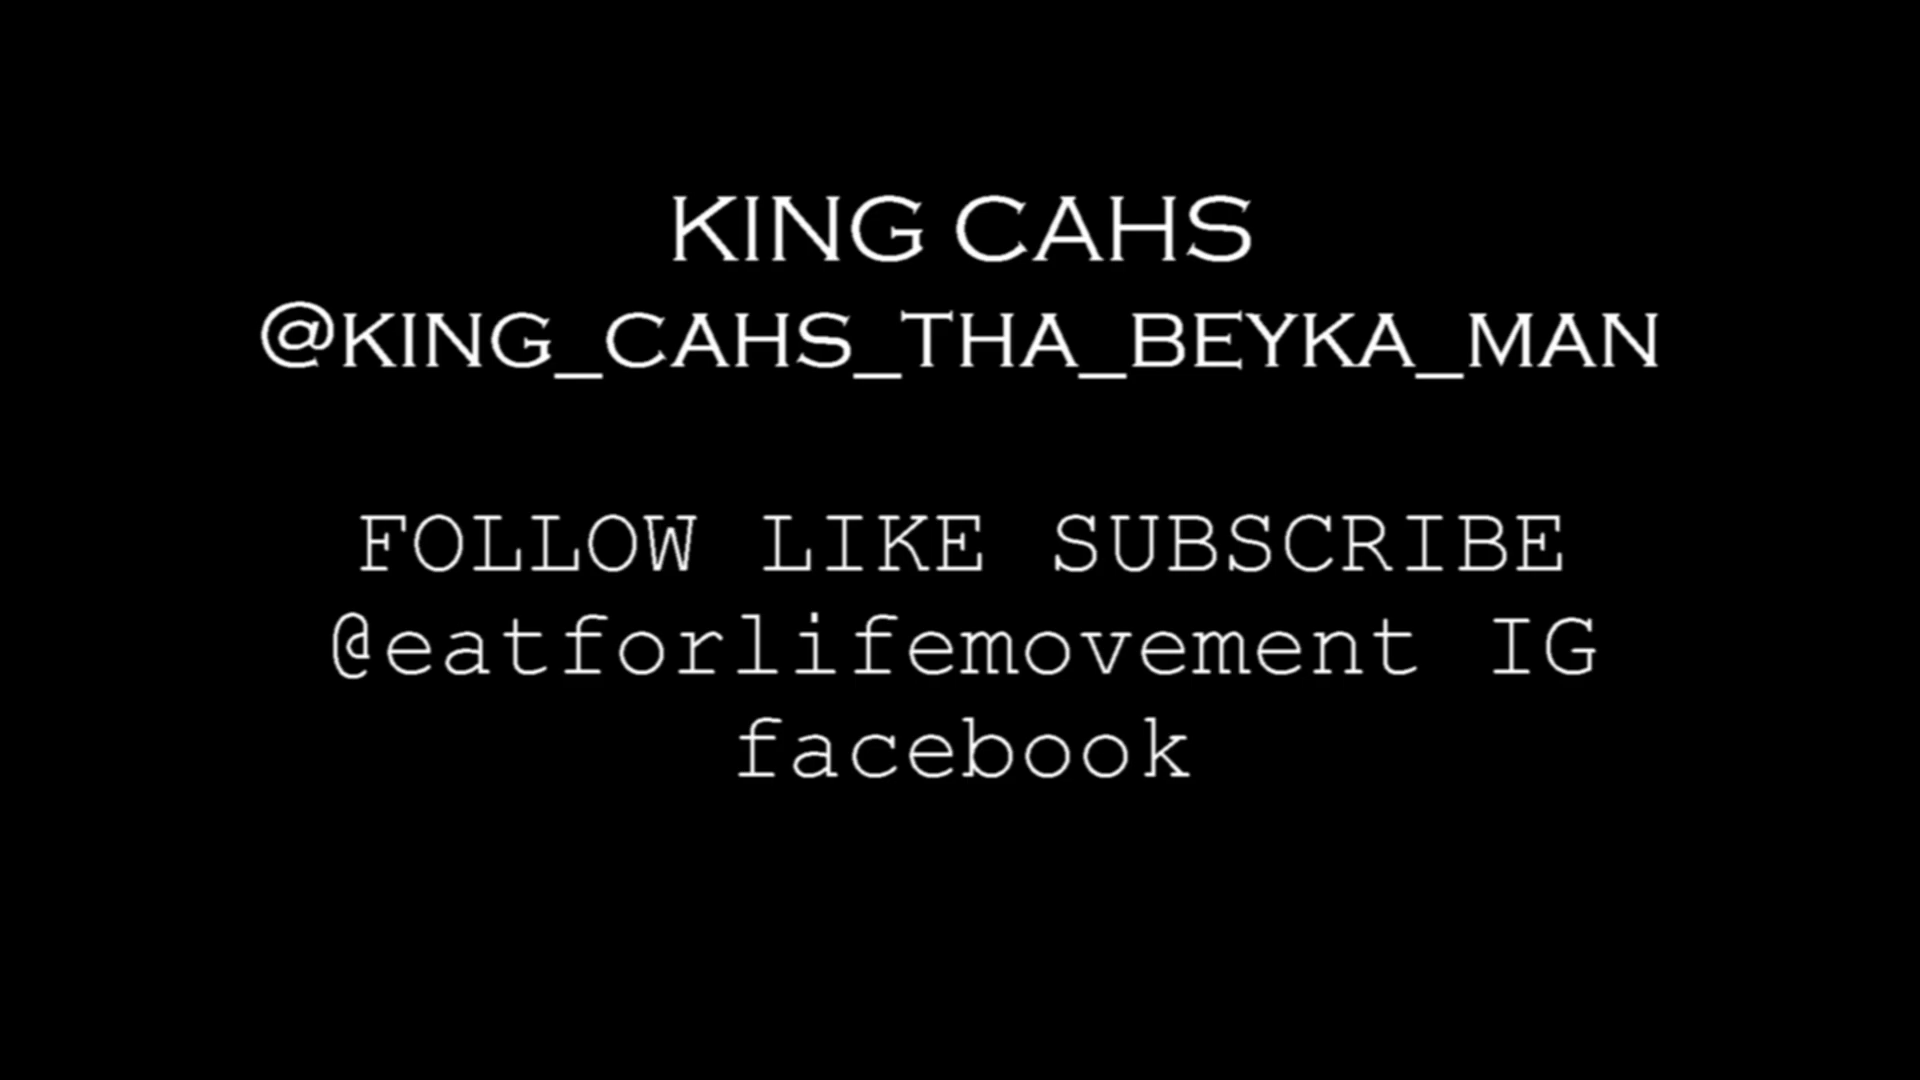 KING CAHS
@KING_CAHS_THA_BEYKA_MAN
FOLLOW LIKE SUBSCRIBE
@eatforlifemovement IG
facebook